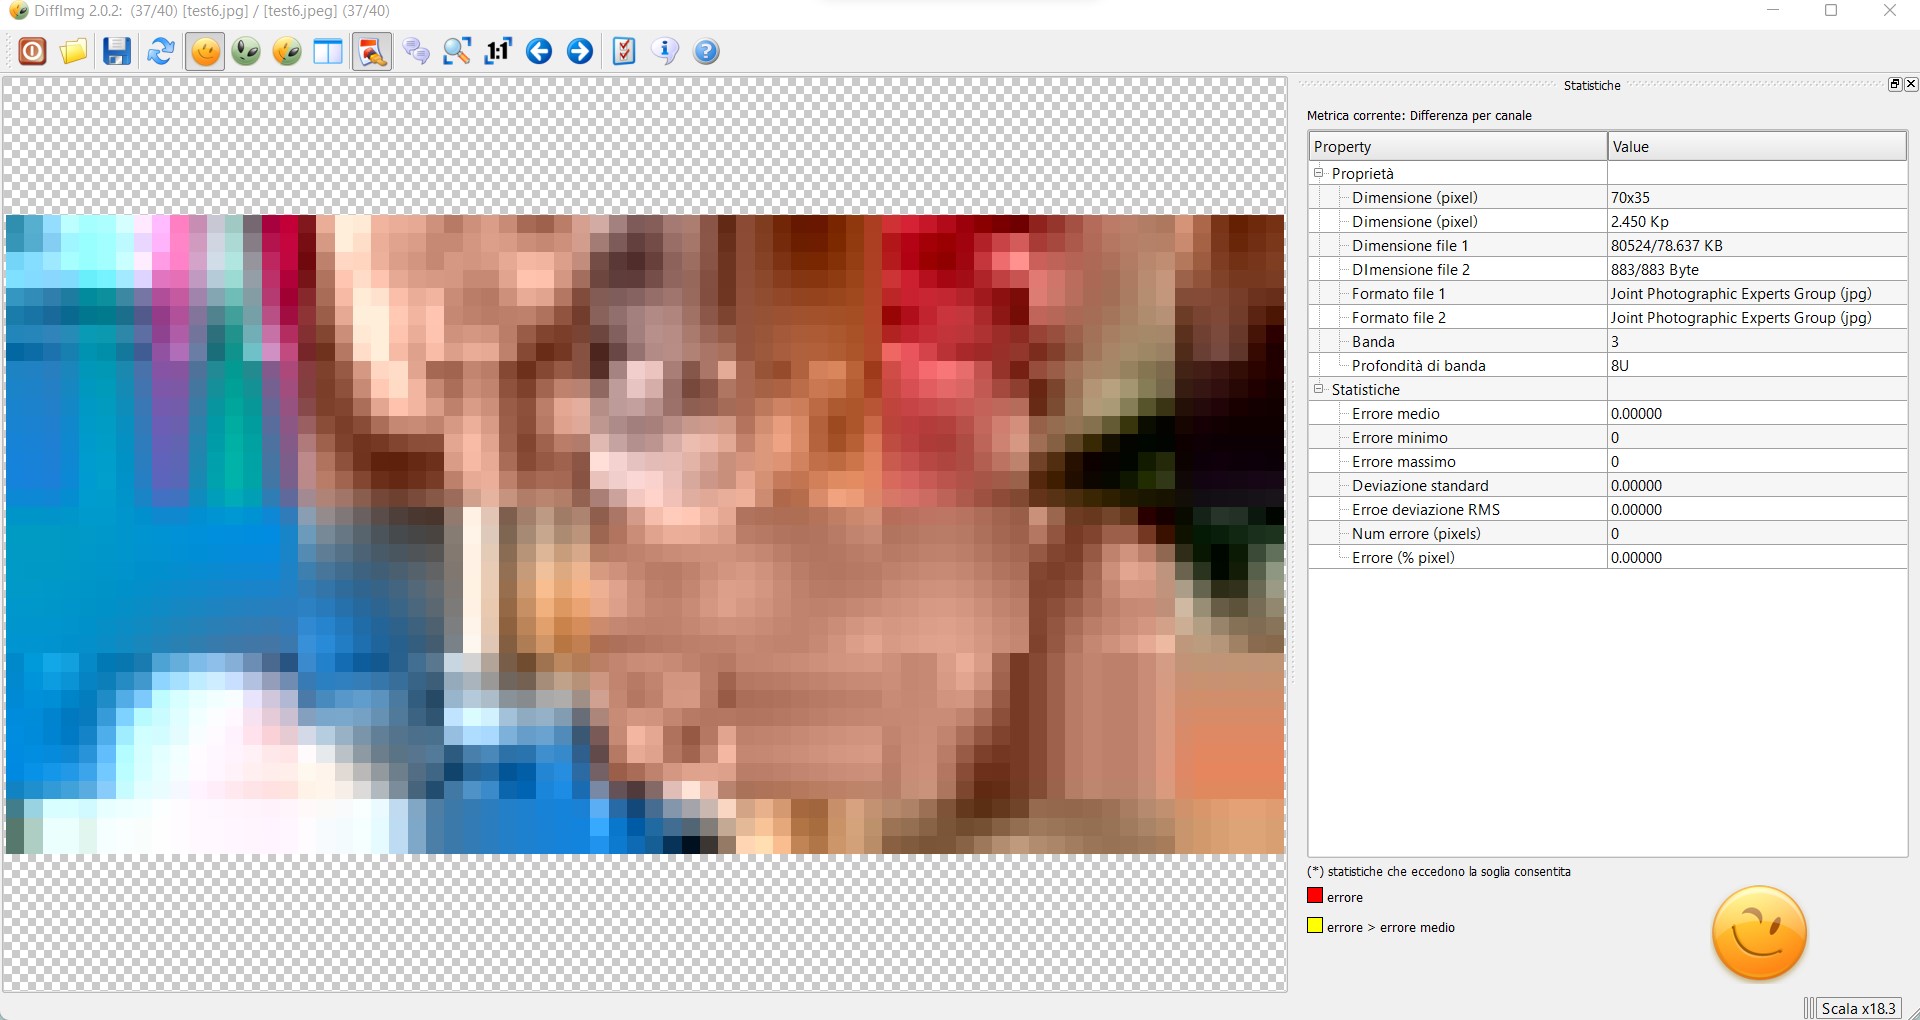 DiffImg 2.0.2: (37/40) [test6.jpg] / [test6.jpeg] (37/40)
1:1
Statistiche
Metrica corrente: Differenza per canale
Property Value
Proprietà
Dimensione (pixel) 70x35
Dimensione (pixel) 2.450 Kp
Dimensione file 1 80524/78.637 KB
DImensione file 2 883/883 Byte
Formato file 1 Joint Photographic Experts Group (jpg)
Formato file 2 Joint Photographic Experts Group (jpg)
Banda 3
Profondità di banda 8U
Statistiche
Errore medio 0.00000
Errore minimo 0
Errore massimo 0
Deviazione standard 0.00000
Erroe deviazione RMS 0.00000
Num errore (pixels) 0
Errore (% pixel) 0.00000
(*) statistiche che eccedono la soglia consentita
errore
errore > errore medio
Scala x18.3